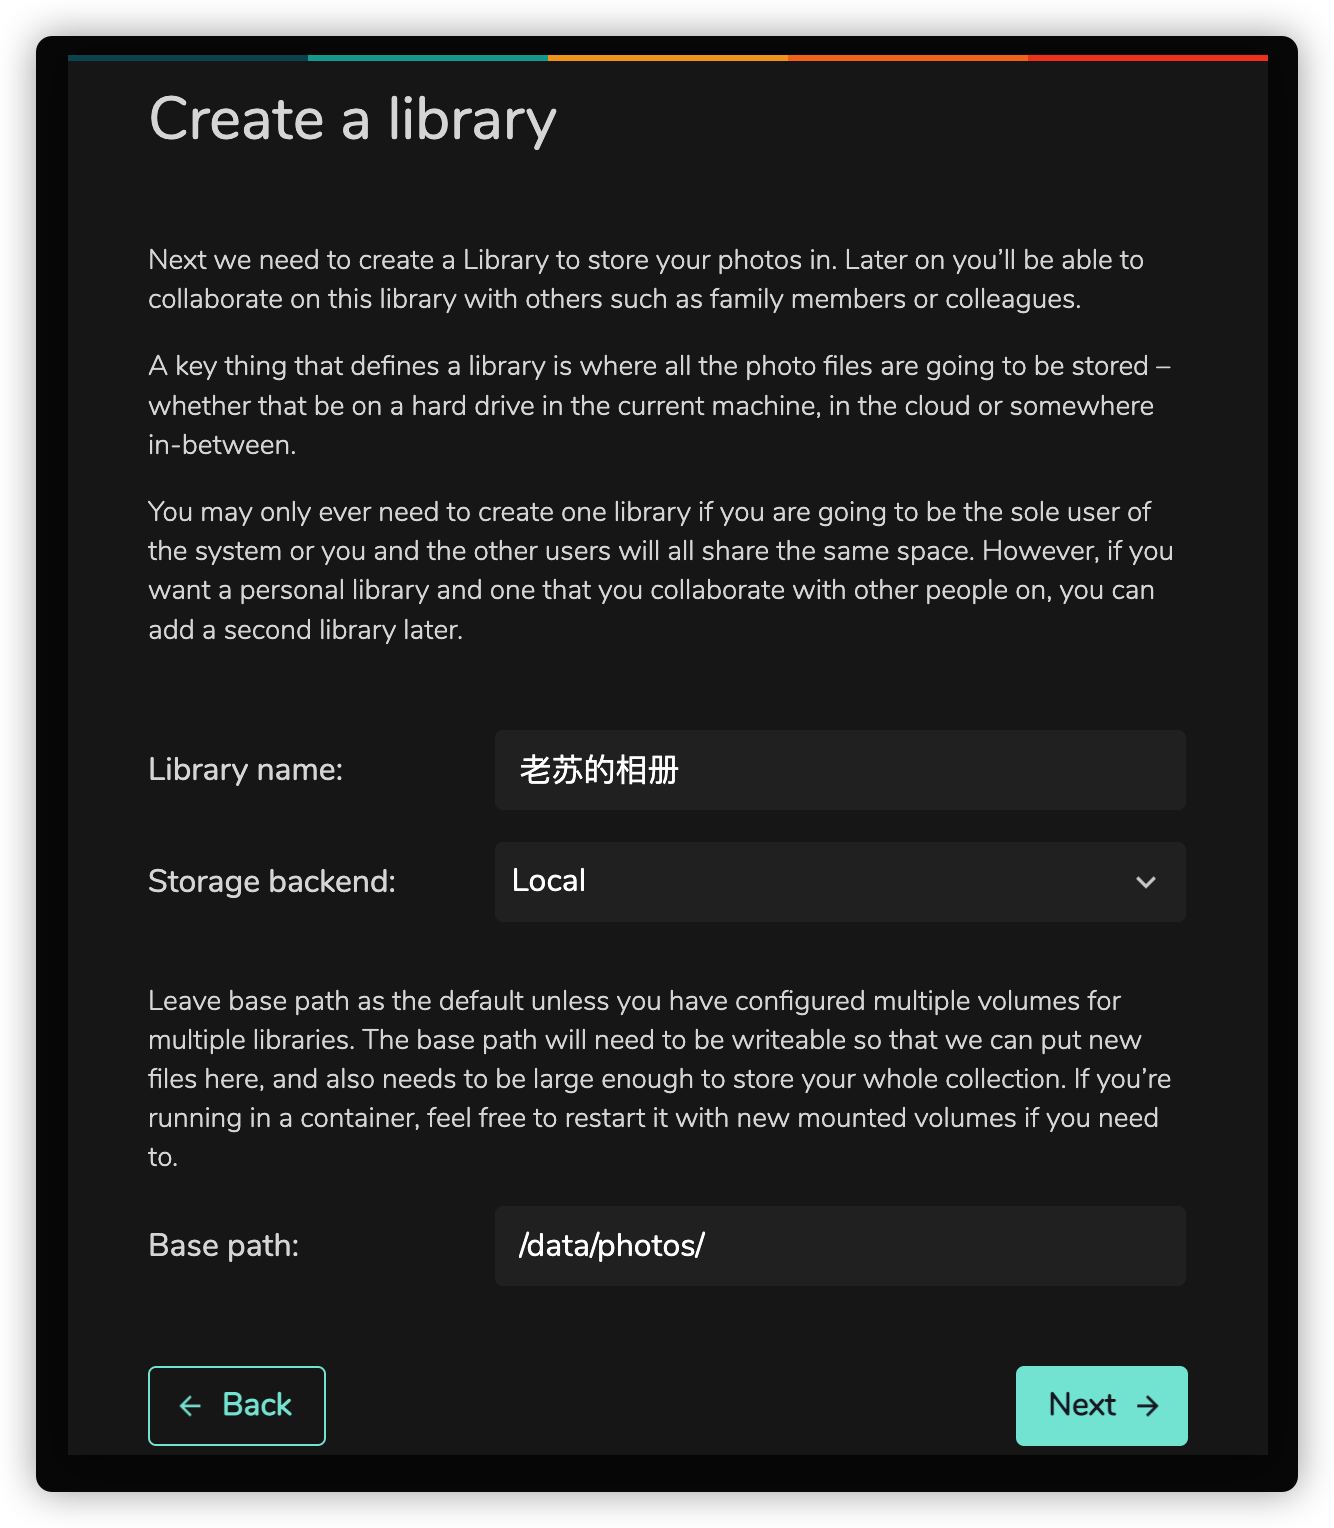 Create a library
Next we need to create a Library to store your photos in. Later on you’ll be able to
collaborate on this library with others such as family members or colleagues.
A key thing that defines a library is where all the photo files are going to be stored –
whether that be on a hard drive in the current machine, in the cloud or somewhere
in-between.
You may only ever need to create one library if you are going to be the sole user of
the system or you and the other users will all share the same space. However, if you
want a personal library and one that you collaborate with other people on, you can
add a second library later.
Library name: 老苏的相册
Storage backend: Local
Leave base path as the default unless you have configured multiple volumes for
multiple libraries. The base path will need to be writeable so that we can put new
files here, and also needs to be large enough to store your whole collection. If you’re
running in a container, feel free to restart it with new mounted volumes if you need
to.
Base path: /data/photos/
← Back Next →